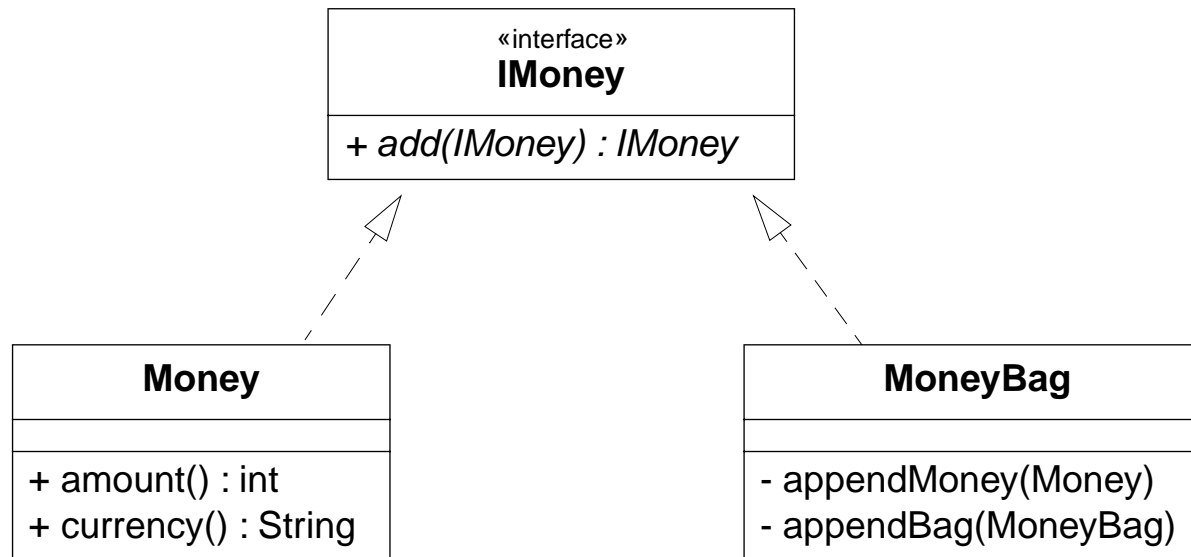 «interface»
IMoney
+ add(IMoney) : IMoney
Money
+ amount() : int
+ currency() : String
MoneyBag
- appendMoney(Money)
- appendBag(MoneyBag)